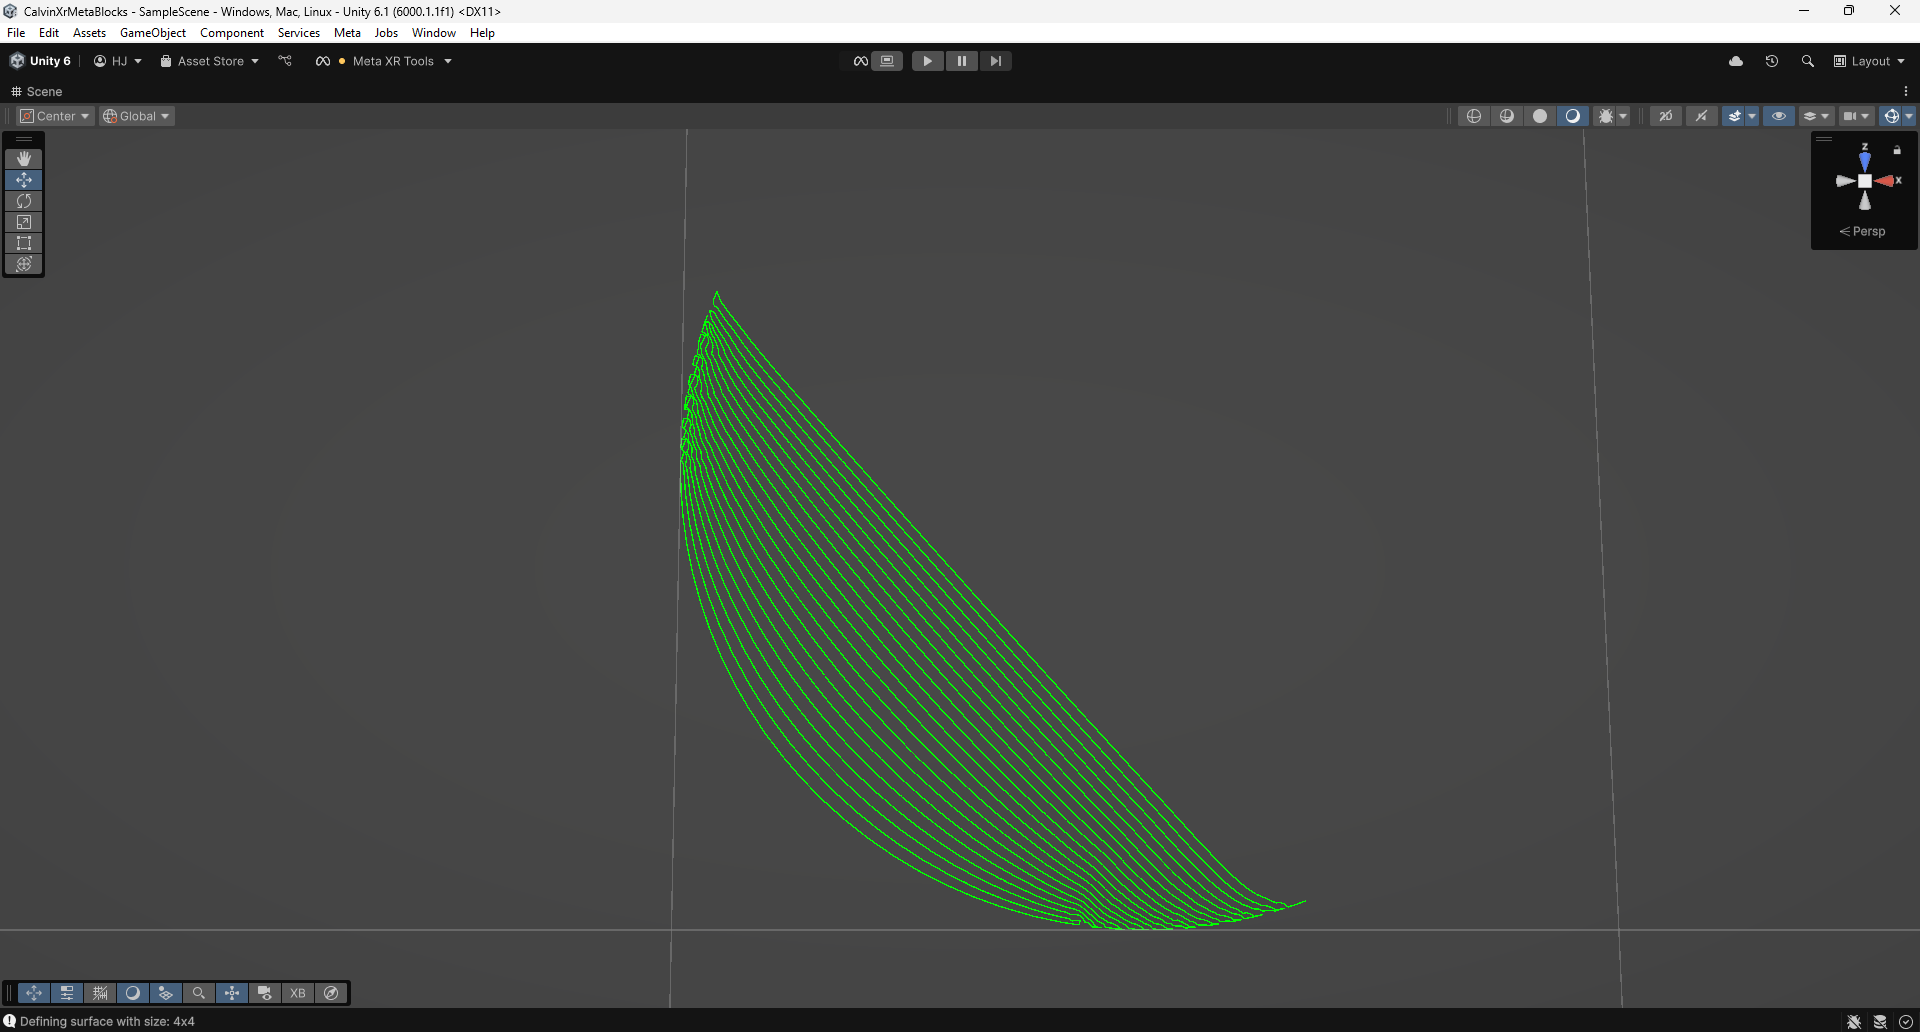 CalvinXrMetaBlocks - SampleScene - Windows, Mac, Linux - Unity 6.1 (6000.1.1f1) <DX11>
File Edit Assets GameObject Component Services Meta Jobs Window Help
Unity 6 HJ Asset Store Meta XR Tools Layout
Scene
Center Global 2D
z
x
Persp
XB
Defining surface with size: 4x4